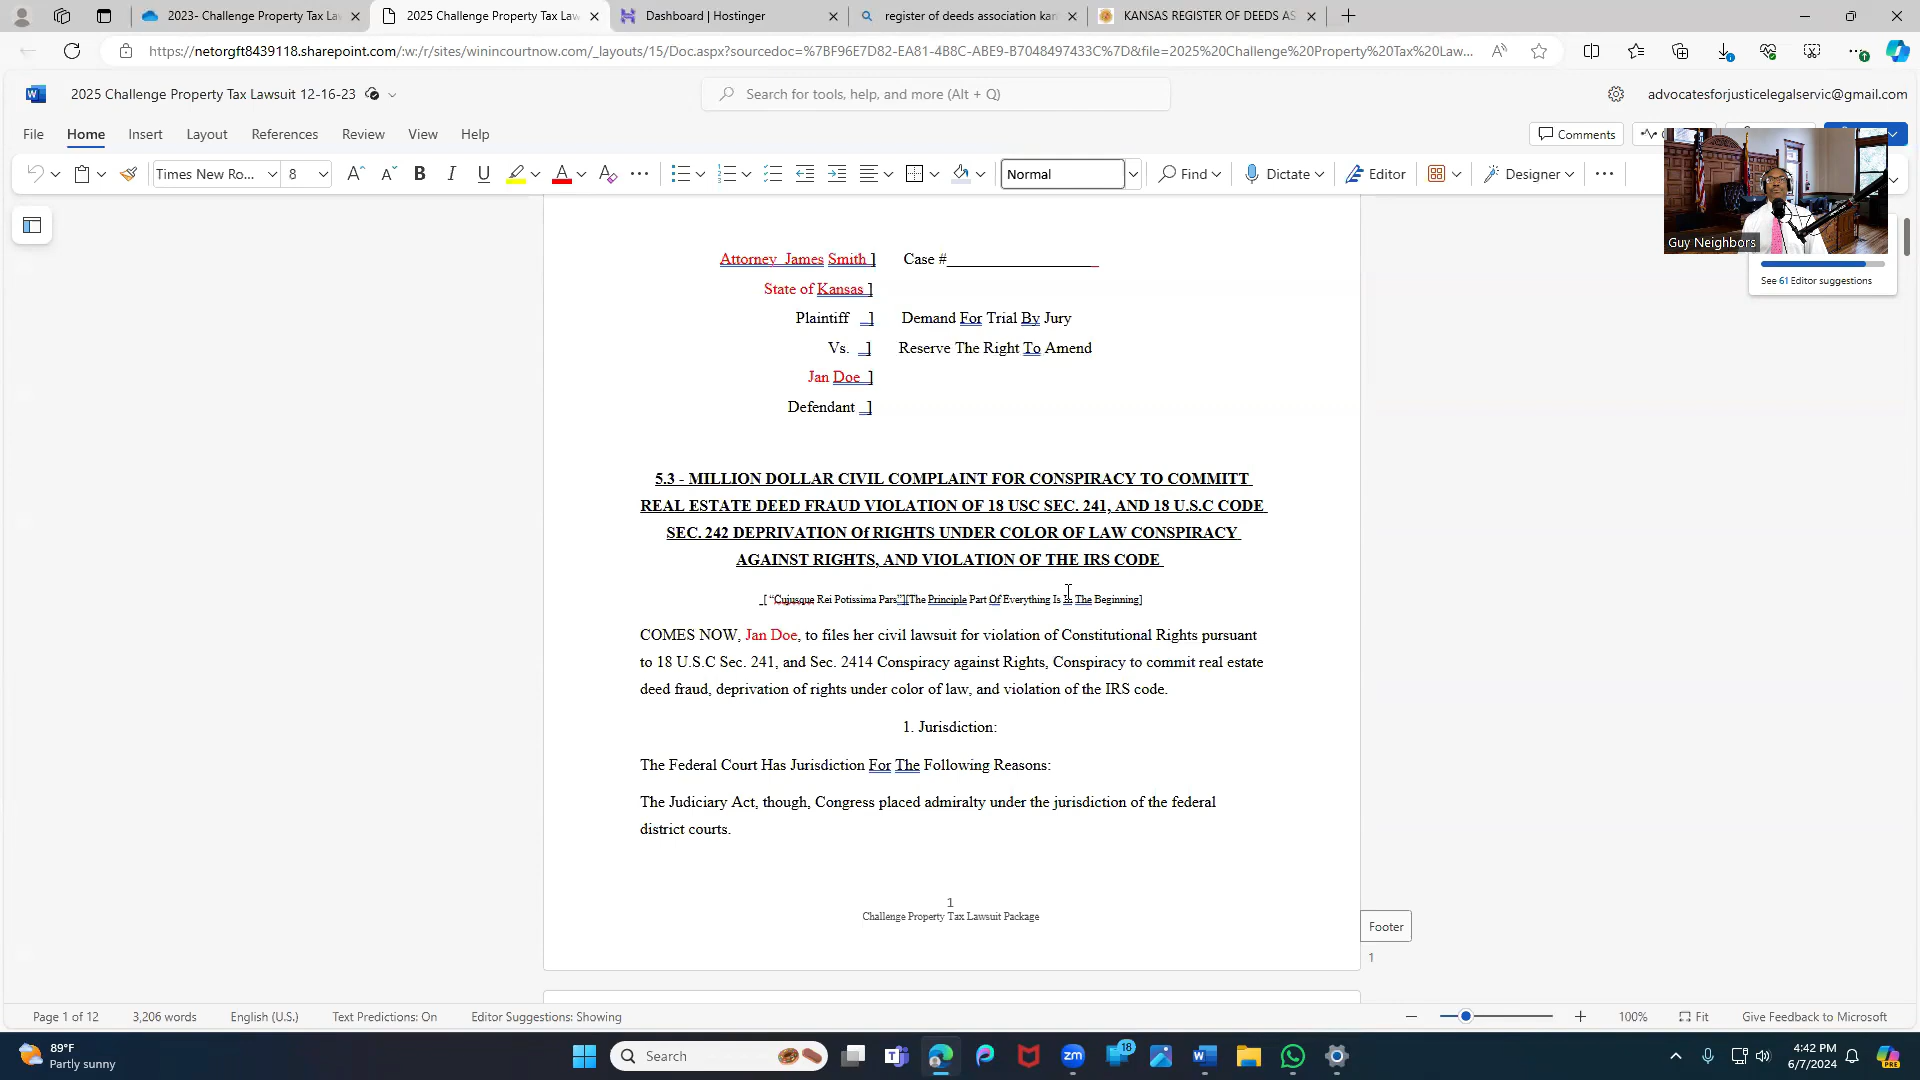 2023- Challenge Property Tax La
2025 Challenge Property Tax Law
Dashboard | Hostinger
register of deeds association kan
KANSAS REGISTER OF DEEDS AS
https://netorgft8439118.sharepoint.com/:w:/r/sites/winincourtnow.com/_layouts/15/Doc.aspx?sourcedoc=%7BF96E7D82-EA81-4B8C-ABE9-B7048497433C%7D&file=2025%20Challenge%20Property%20Tax%20Law...
2025 Challenge Property Tax Lawsuit 12-16-23
Search for tools, help, and more (Alt + Q)
advocatesforjusticelegalservic@gmail.com
File Home Insert Layout References Review View Help
Comments
Times New Ro... 8
Normal
Find
Dictate
Editor
Designer
Guy Neighbors
See 61 Editor suggestions
Attorney James Smith ] Case #___________________
State of Kansas ]
Plaintiff _] Demand For Trial By Jury
Vs. _] Reserve The Right To Amend
Jan Doe ]
Defendant _]
5.3 - MILLION DOLLAR CIVIL COMPLAINT FOR CONSPIRACY TO COMMITT
REAL ESTATE DEED FRAUD VIOLATION OF 18 USC SEC. 241, AND 18 U.S.C CODE
SEC. 242 DEPRIVATION Of RIGHTS UNDER COLOR OF LAW CONSPIRACY
AGAINST RIGHTS, AND VIOLATION OF THE IRS CODE
_[ “Cujusque Rei Potissima Pars”][The Principle Part Of Everything Is In The Beginning]
COMES NOW, Jan Doe, to files her civil lawsuit for violation of Constitutional Rights pursuant
to 18 U.S.C Sec. 241, and Sec. 2414 Conspiracy against Rights, Conspiracy to commit real estate
deed fraud, deprivation of rights under color of law, and violation of the IRS code.
1. Jurisdiction:
The Federal Court Has Jurisdiction For The Following Reasons:
The Judiciary Act, though, Congress placed admiralty under the jurisdiction of the federal
district courts.
1
Challenge Property Tax Lawsuit Package
Footer
1
Page 1 of 12 3,206 words English (U.S.) Text Predictions: On Editor Suggestions: Showing
100% Fit Give Feedback to Microsoft
89°F
Partly sunny
Search
18
4:42 PM
6/7/2024
PRE